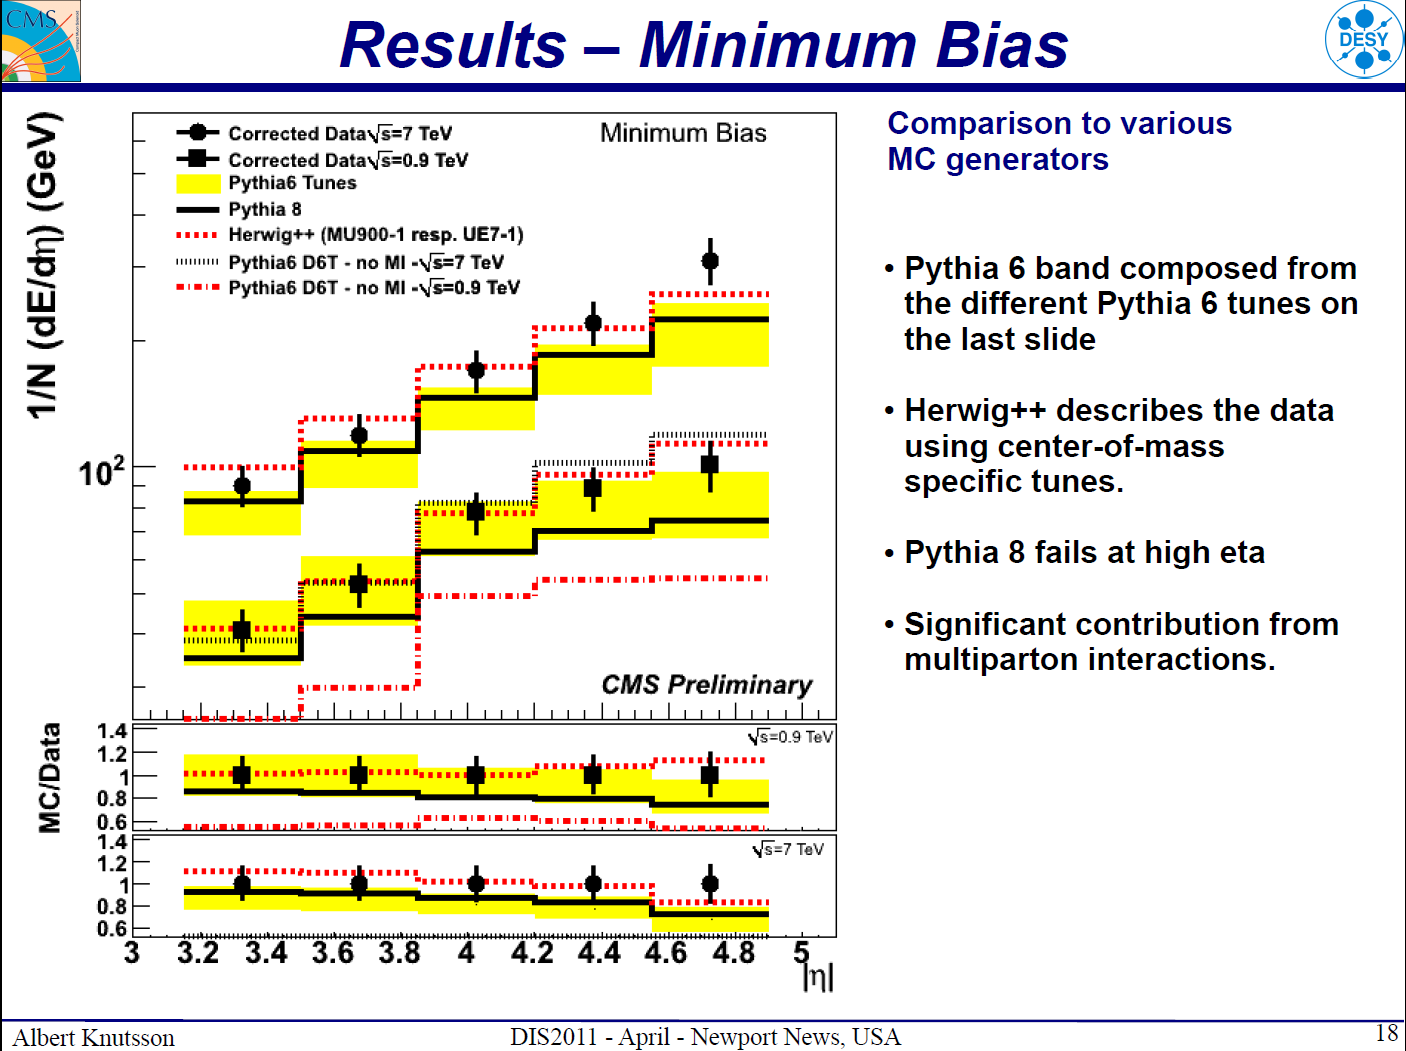 CMS
Results – Minimum Bias
DESY
1/N (dE/dη) (GeV)
Corrected Data√s=7 TeV
Corrected Data√s=0.9 TeV
Pythia6 Tunes
Pythia 8
Herwig++ (MU900-1 resp. UE7-1)
Pythia6 D6T - no MI -√s=7 TeV
Pythia6 D6T - no MI -√s=0.9 TeV
Minimum Bias
10²
CMS Preliminary
MC/Data
1.4
1.2
1
0.8
0.6
√s=0.9 TeV
1.4
1.2
1
0.8
0.6
√s=7 TeV
3 3.2 3.4 3.6 3.8 4 4.2 4.4 4.6 4.8 5
|η|
Comparison to various
MC generators
• Pythia 6 band composed from
the different Pythia 6 tunes on
the last slide
• Herwig++ describes the data
using center-of-mass
specific tunes.
• Pythia 8 fails at high eta
• Significant contribution from
multiparton interactions.
Albert Knutsson
DIS2011 - April - Newport News, USA
18